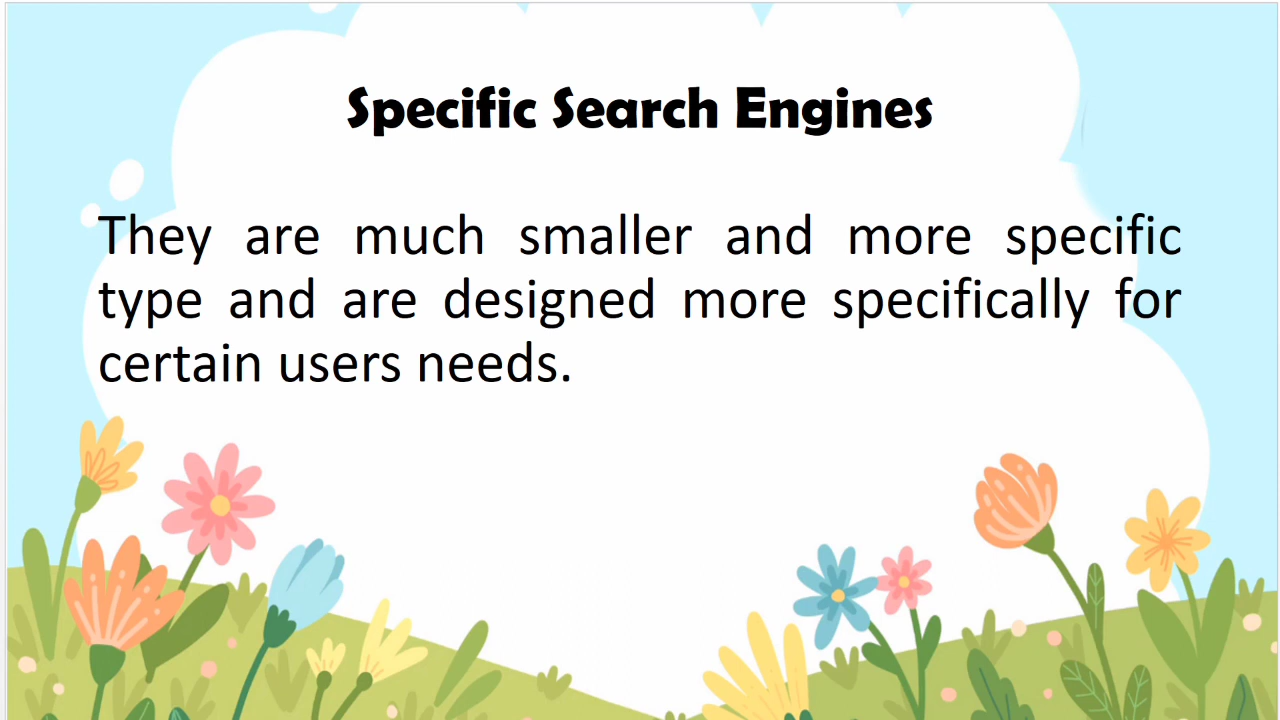 Specific Search Engines
They are much smaller and more specific
type and are designed more specifically for
certain users needs.